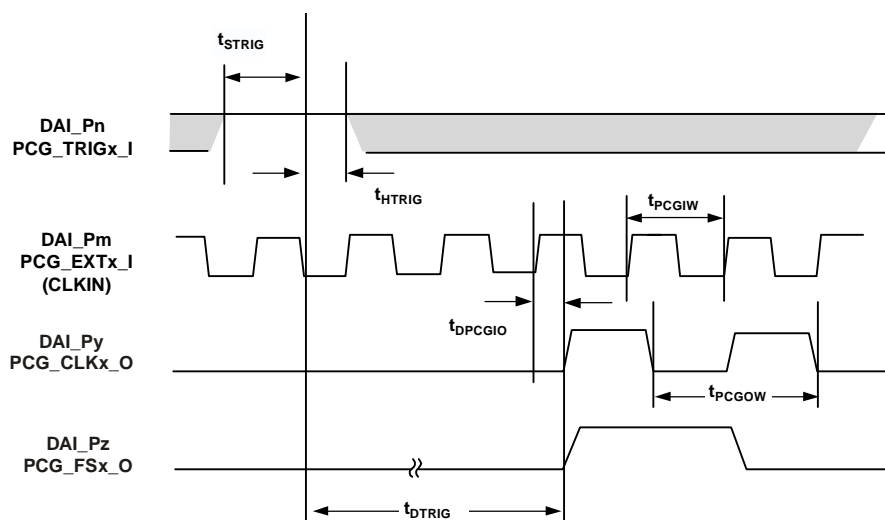 tSTRIG
DAI_Pn
PCG_TRIGx_I
tHTRIG
tPCGIW
DAI_Pm
PCG_EXTx_I
(CLKIN)
tDPCGIO
DAI_Py
PCG_CLKx_O
tPCGOW
DAI_Pz
PCG_FSx_O
tDTRIG